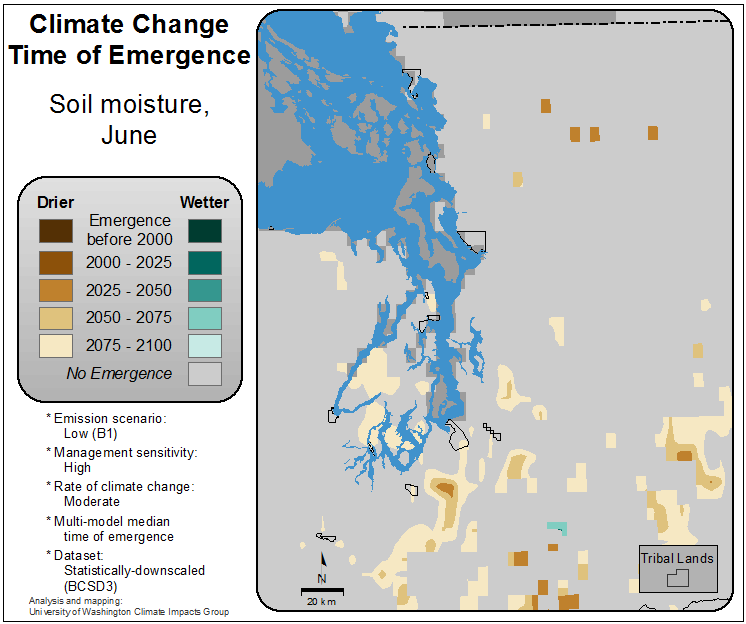 Climate Change
Time of Emergence
Soil moisture,
June
Drier Wetter
Emergence
before 2000
2000 - 2025
2025 - 2050
2050 - 2075
2075 - 2100
No Emergence
* Emission scenario:
Low (B1)
* Management sensitivity:
High
* Rate of climate change:
Moderate
* Multi-model median
time of emergence
* Dataset:
Statistically-downscaled
(BCSD3)
Analysis and mapping:
University of Washington Climate Impacts Group
N
20 km
Tribal Lands